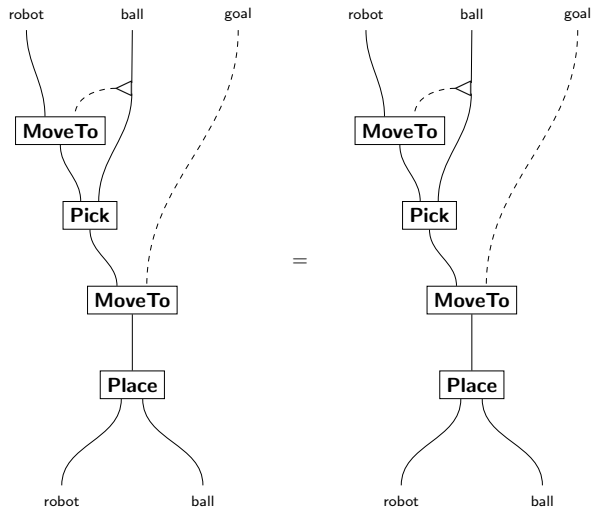 robot ball goal robot ball goal
MoveTo MoveTo
Pick Pick
=
MoveTo MoveTo
Place Place
robot ball robot ball